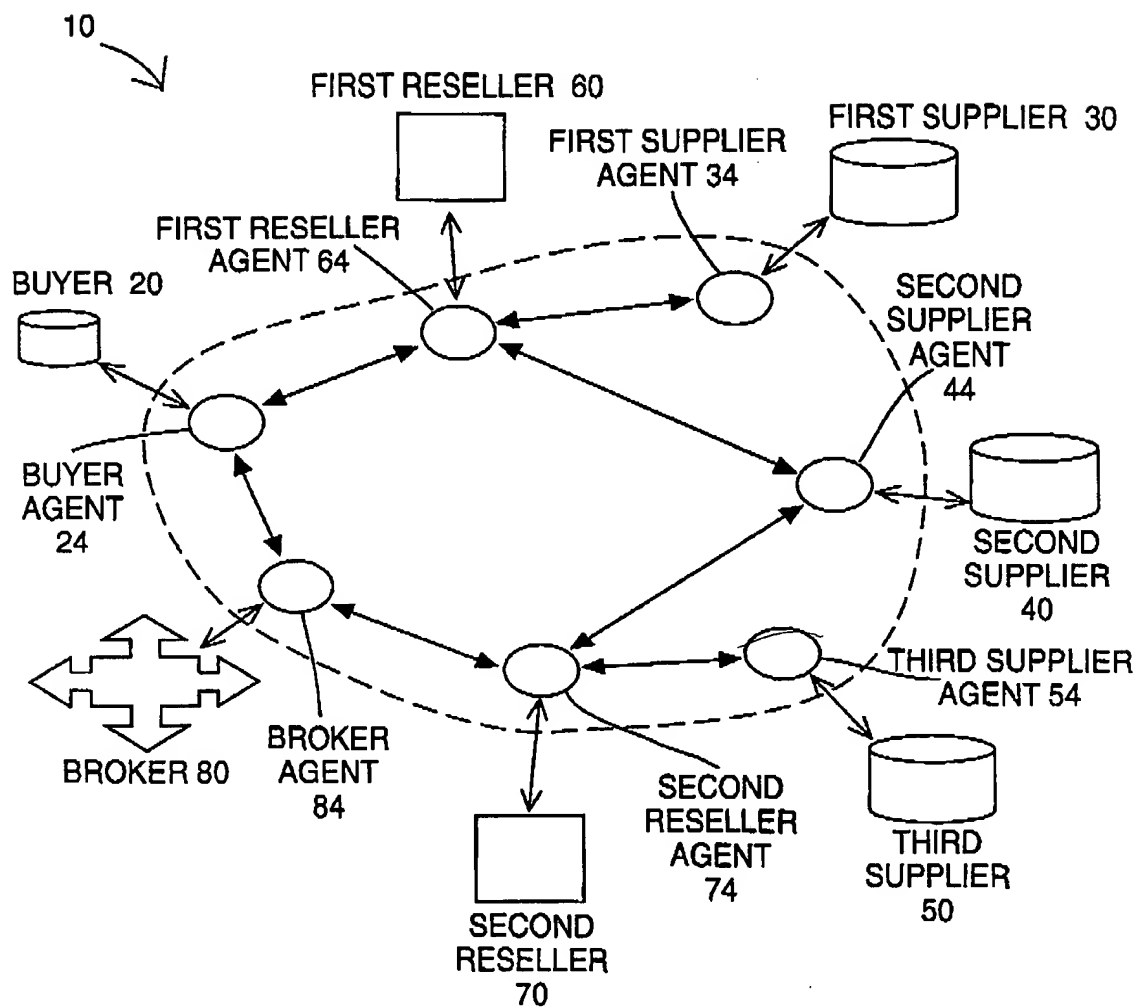 10
FIRST RESELLER 60
FIRST SUPPLIER 30
FIRST SUPPLIER
AGENT 34
FIRST RESELLER
AGENT 64
BUYER 20
SECOND
SUPPLIER
AGENT
44
BUYER
AGENT
24
SECOND
SUPPLIER
40
THIRD SUPPLIER
AGENT 54
BROKER 80
BROKER
AGENT
84
SECOND
RESELLER
AGENT
74
THIRD
SUPPLIER
50
SECOND
RESELLER
70